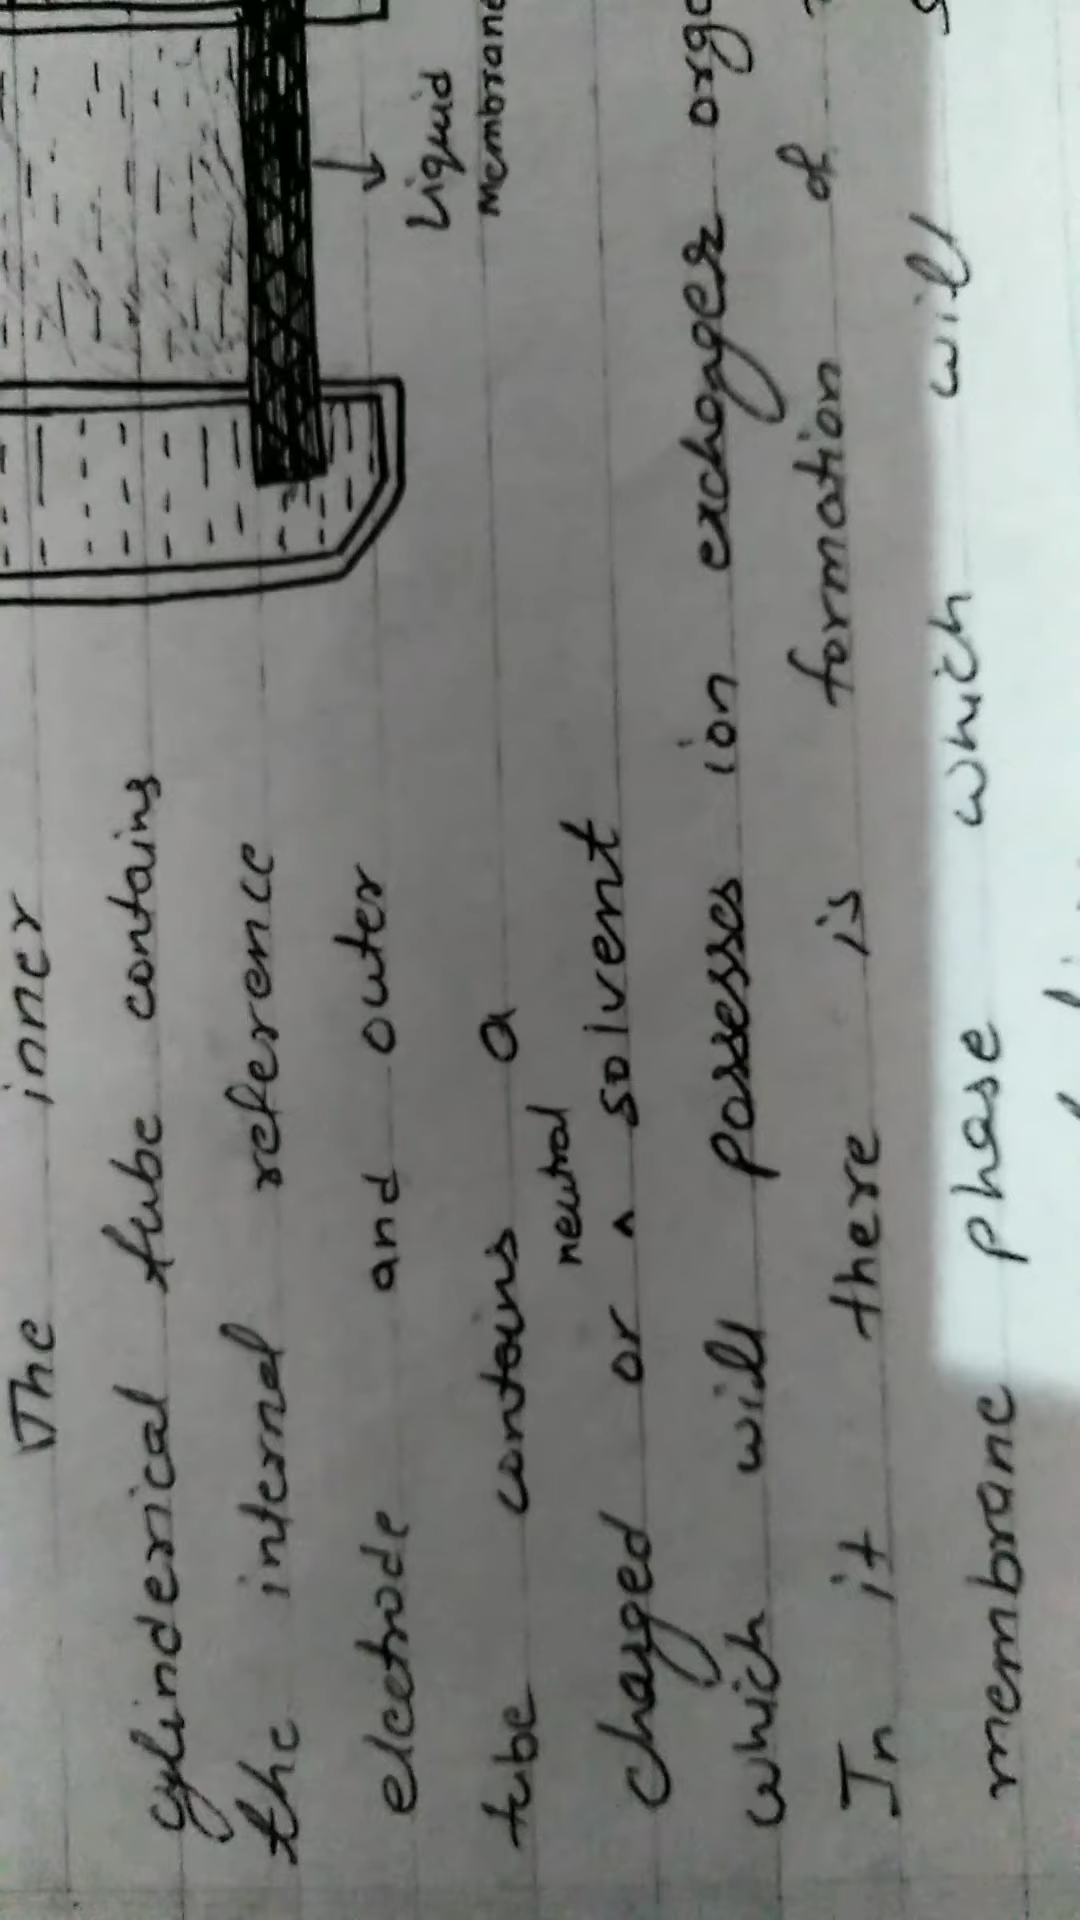 Liquid
Membrane
The inner
cylinderical tube contains
the internal reference
electrode and outer
tube contains a
neutral
charged or ^ solvent
which will possesses ion exchanger
In it there is formation of
membrane phase which will